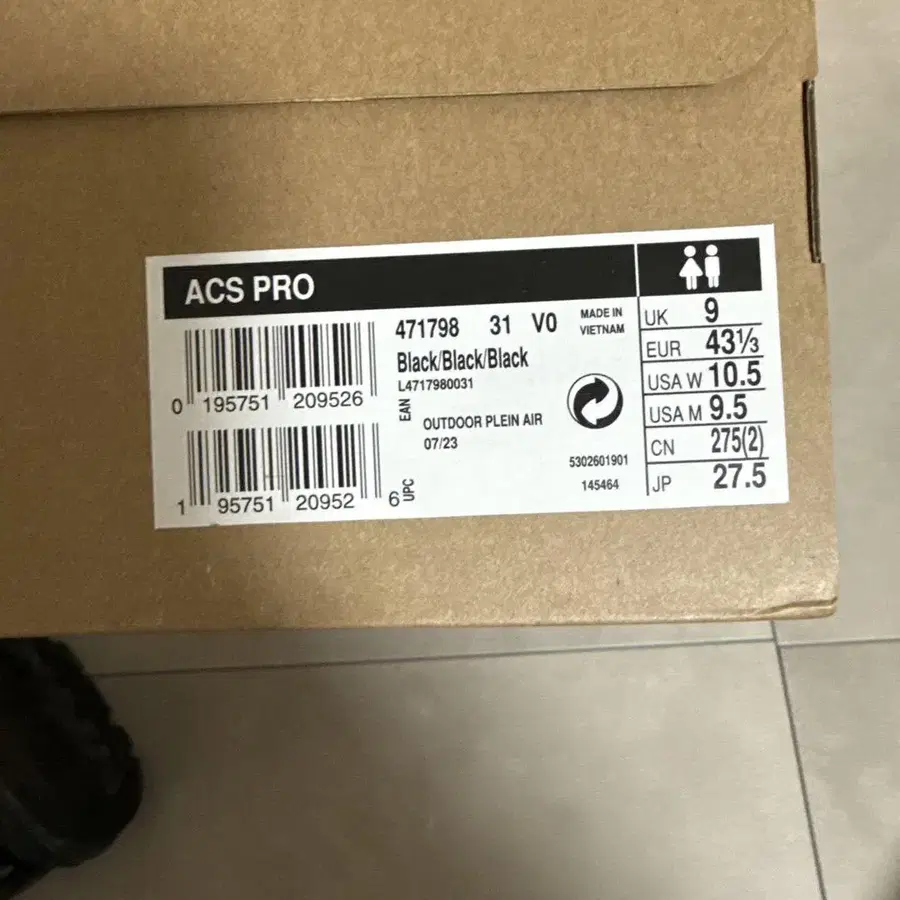 ACS PRO
0 195751 209526
EAN
1 95751 20952 6
UPC
471798 31 V0
Black/Black/Black
L4717980031
OUTDOOR PLEIN AIR
07/23
MADE IN
VIETNAM
5302601901
145464
UK 9
EUR 43⅓
USA W 10.5
USA M 9.5
CN 275(2)
JP 27.5